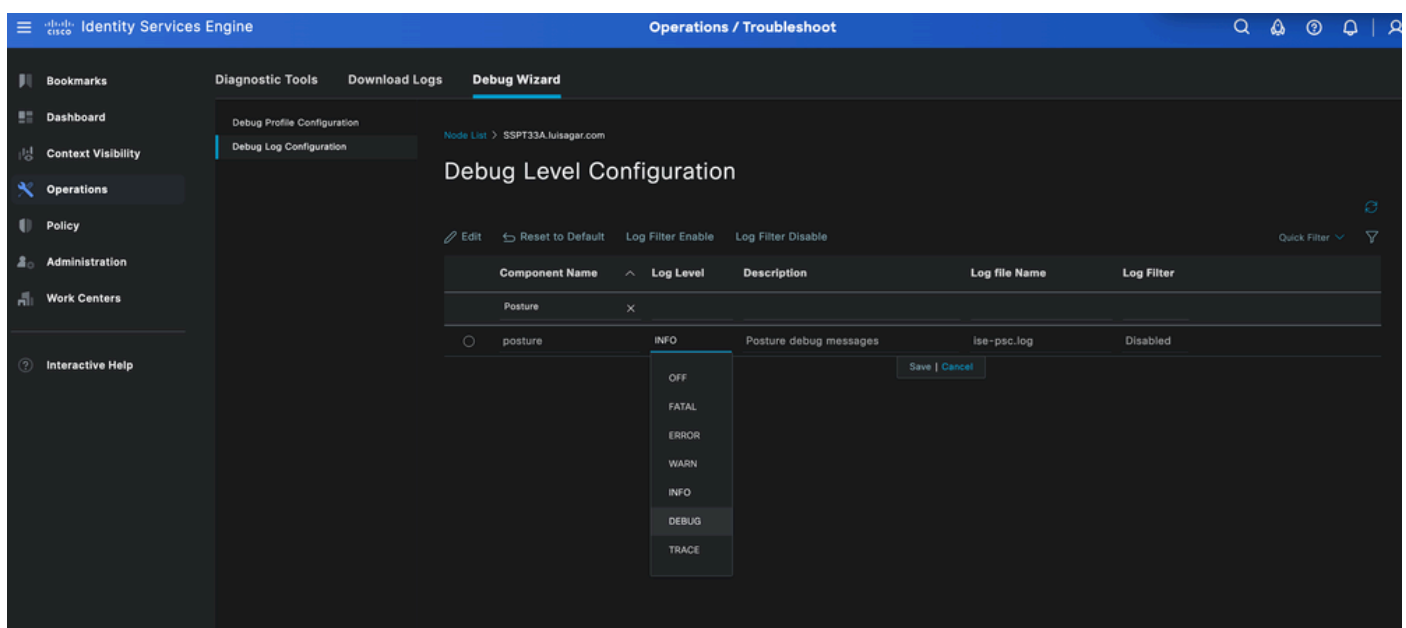 cisco Identity Services Engine
Operations / Troubleshoot
Bookmarks
Dashboard
Context Visibility
Operations
Policy
Administration
Work Centers
Interactive Help
Diagnostic Tools Download Logs Debug Wizard
Debug Profile Configuration
Debug Log Configuration
Node List > SSPT33A.luisagar.com
Debug Level Configuration
Edit Reset to Default Log Filter Enable Log Filter Disable Quick Filter
Component Name Log Level Description Log file Name Log Filter
Posture
posture INFO Posture debug messages ise-psc.log Disabled
Save | Cancel
OFF
FATAL
ERROR
WARN
INFO
DEBUG
TRACE